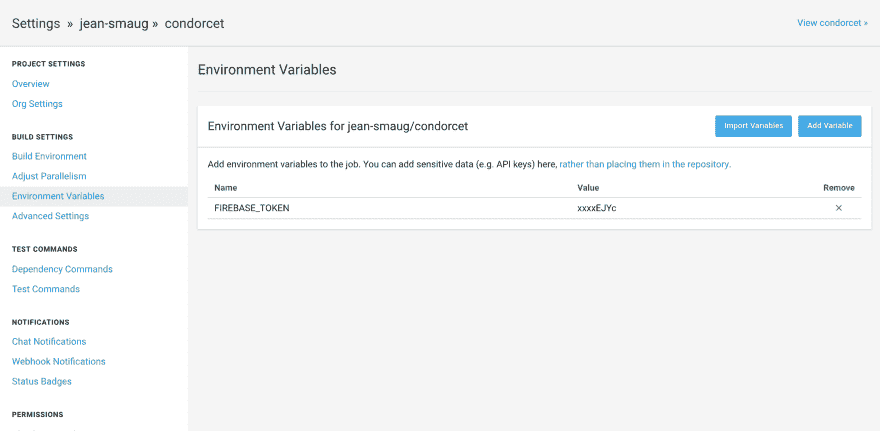 Settings » jean-smaug » condorcet
View condorcet »
PROJECT SETTINGS
Overview
Org Settings
BUILD SETTINGS
Build Environment
Adjust Parallelism
Environment Variables
Advanced Settings
TEST COMMANDS
Dependency Commands
Test Commands
NOTIFICATIONS
Chat Notifications
Webhook Notifications
Status Badges
PERMISSIONS
Environment Variables
Environment Variables for jean-smaug/condorcet
Import Variables
Add Variable
Add environment variables to the job. You can add sensitive data (e.g. API keys) here, rather than placing them in the repository.
Name Value Remove
FIREBASE_TOKEN xxxxEJYc ×